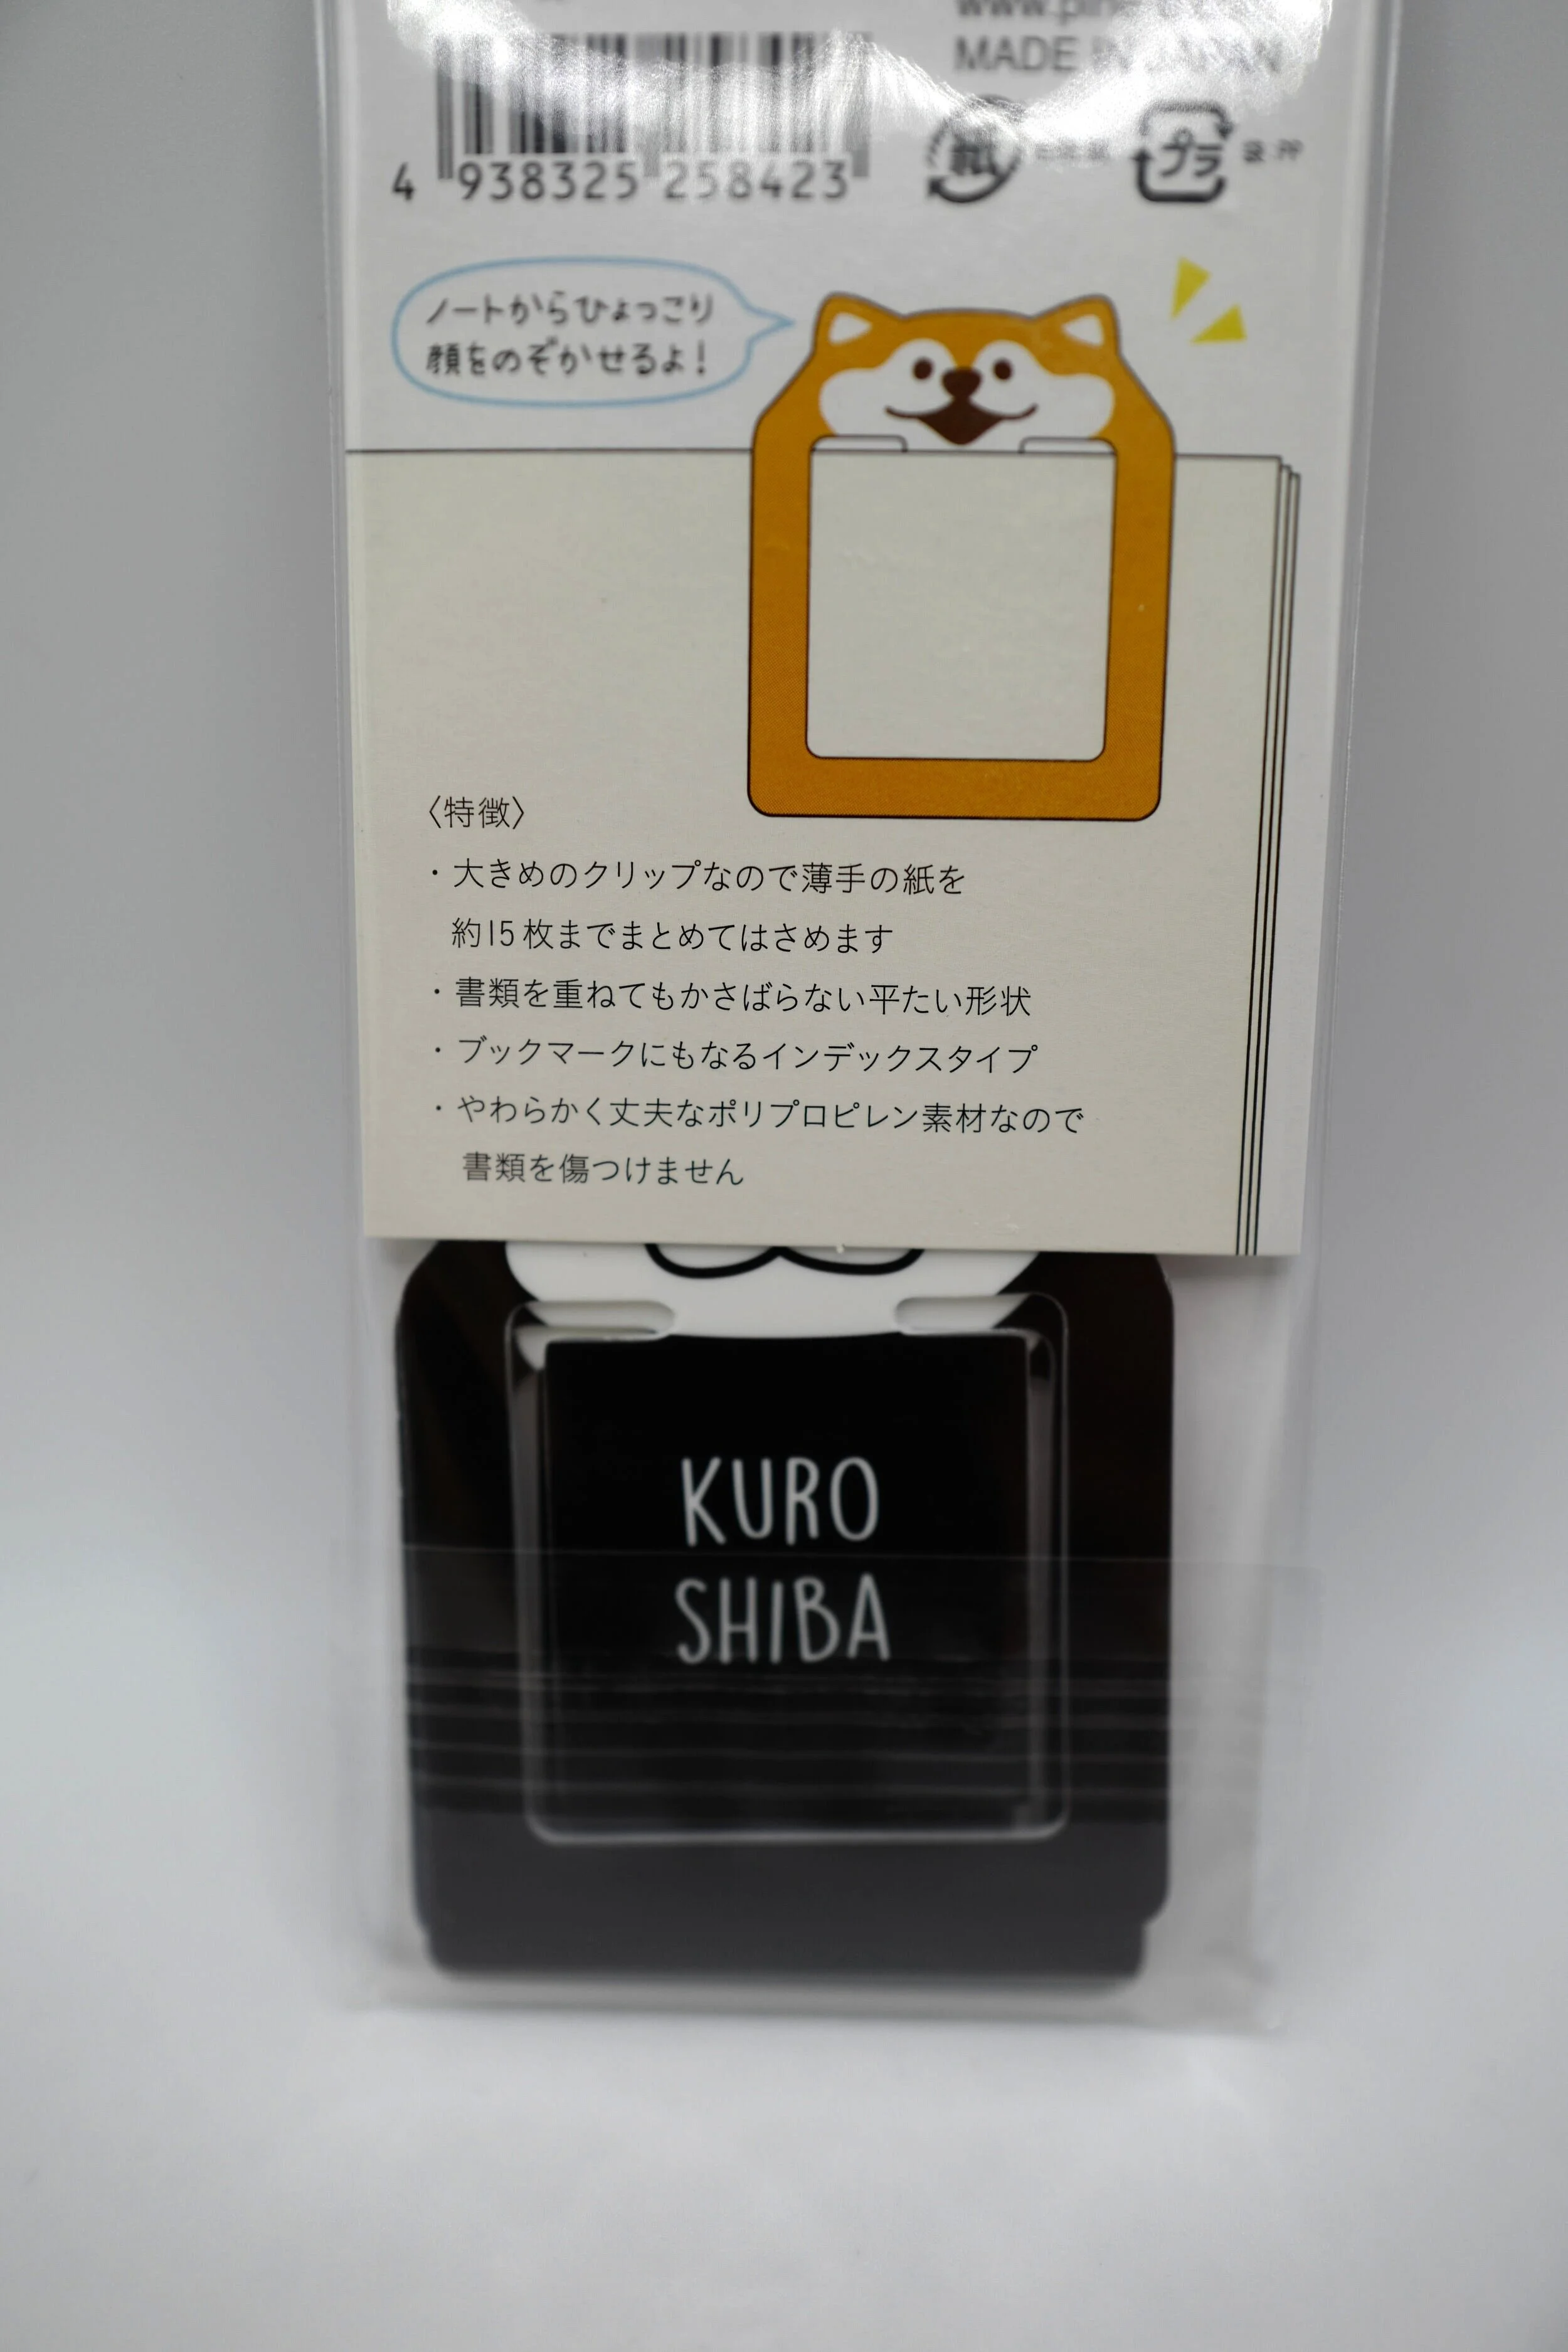 MADE IN JAPAN
4 938325 258423
紙
プラ
袋:PP
ノートからひょっこり
顔をのぞかせるよ!
〈特徴〉
・大きめのクリップなので薄手の紙を
約15枚までまとめてはさめます
・書類を重ねてもかさばらない平たい形状
・ブックマークにもなるインデックスタイプ
・やわらかく丈夫なポリプロピレン素材なので
書類を傷つけません
KURO
SHIBA